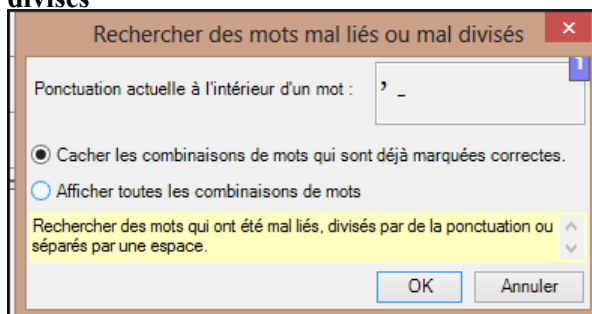 divisés
Rechercher des mots mal liés ou mal divisés
Ponctuation actuelle à l'intérieur d'un mot : ’ -
1
Cacher les combinaisons de mots qui sont déjà marquées correctes.
Afficher toutes les combinaisons de mots
Rechercher des mots qui ont été mal liés, divisés par de la ponctuation ou
séparés par une espace.
OK Annuler